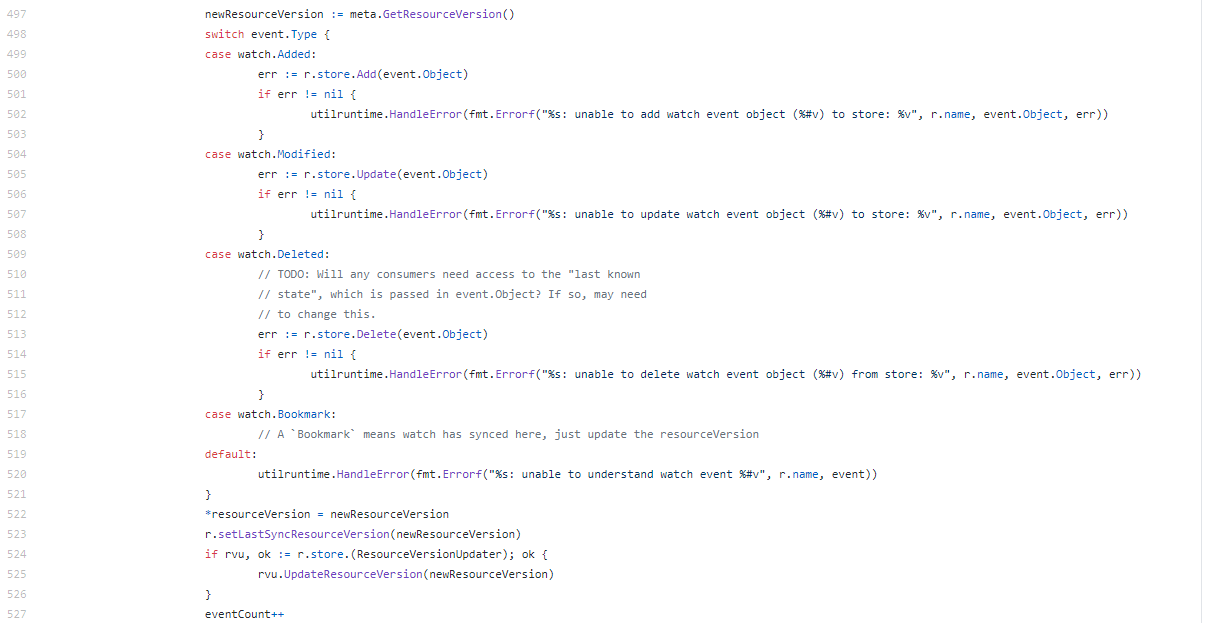 497 newResourceVersion := meta.GetResourceVersion()
498 switch event.Type {
499 case watch.Added:
500 err := r.store.Add(event.Object)
501 if err != nil {
502 utilruntime.HandleError(fmt.Errorf("%s: unable to add watch event object (%#v) to store: %v", r.name, event.Object, err))
503 }
504 case watch.Modified:
505 err := r.store.Update(event.Object)
506 if err != nil {
507 utilruntime.HandleError(fmt.Errorf("%s: unable to update watch event object (%#v) to store: %v", r.name, event.Object, err))
508 }
509 case watch.Deleted:
510 // TODO: Will any consumers need access to the "last known
511 // state", which is passed in event.Object? If so, may need
512 // to change this.
513 err := r.store.Delete(event.Object)
514 if err != nil {
515 utilruntime.HandleError(fmt.Errorf("%s: unable to delete watch event object (%#v) from store: %v", r.name, event.Object, err))
516 }
517 case watch.Bookmark:
518 // A `Bookmark` means watch has synced here, just update the resourceVersion
519 default:
520 utilruntime.HandleError(fmt.Errorf("%s: unable to understand watch event %#v", r.name, event))
521 }
522 *resourceVersion = newResourceVersion
523 r.setLastSyncResourceVersion(newResourceVersion)
524 if rvu, ok := r.store.(ResourceVersionUpdater); ok {
525 rvu.UpdateResourceVersion(newResourceVersion)
526 }
527 eventCount++